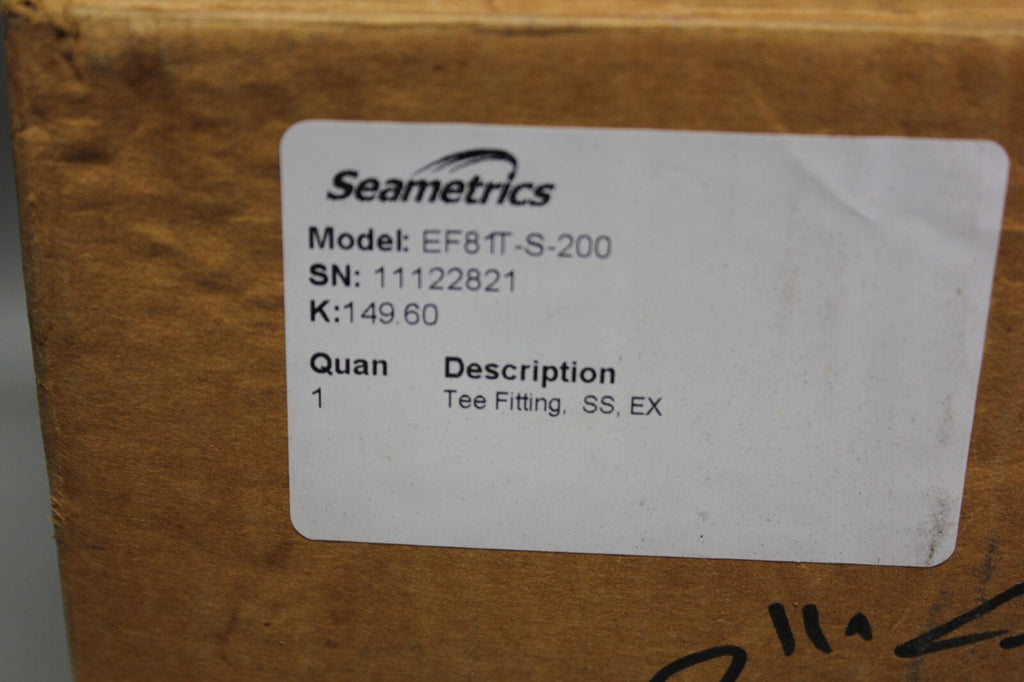 Seametrics
Model: EF81T-S-200
SN: 11122821
K:149.60
Quan Description
1 Tee Fitting, SS, EX